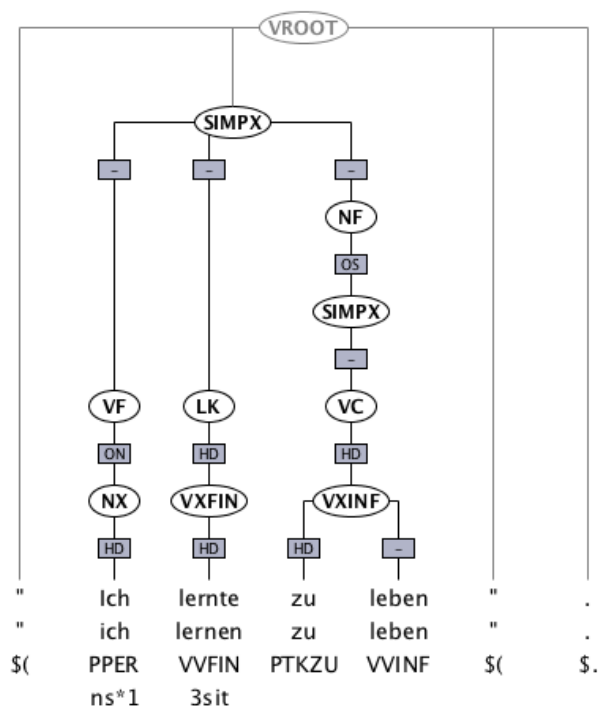 VROOT
SIMPX
– – –
NF
OS
SIMPX
–
VF LK VC
ON HD HD
NX VXFIN VXINF
HD HD HD –
" Ich lernte zu leben " .
" ich lernen zu leben " .
$( PPER VVFIN PTKZU VVINF $( $.
ns*1 3sit